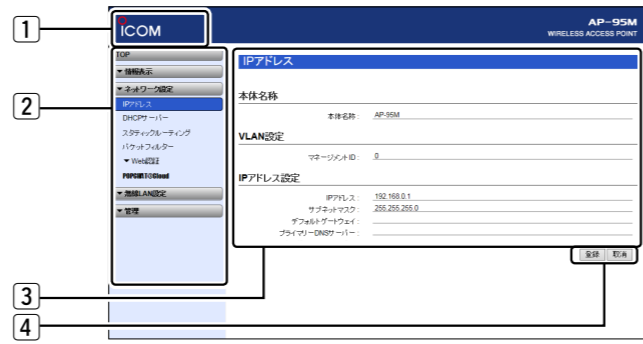 1
ICOM
AP-95M
WIRELESS ACCESS POINT
2
TOP
情報表示
ネットワーク設定
IPアドレス
DHCPサーバー
スタティックルーティング
パケットフィルター
Web認証
POPCHAT@Cloud
無線LAN設定
管理
IPアドレス
本体名称
本体名称: AP-95M
VLAN設定
マネージメントID: 0
IPアドレス設定
IPアドレス: 192.168.0.1
サブネットマスク: 255.255.255.0
デフォルトゲートウェイ:
プライマリーDNSサーバー:
登録 取消
3
4